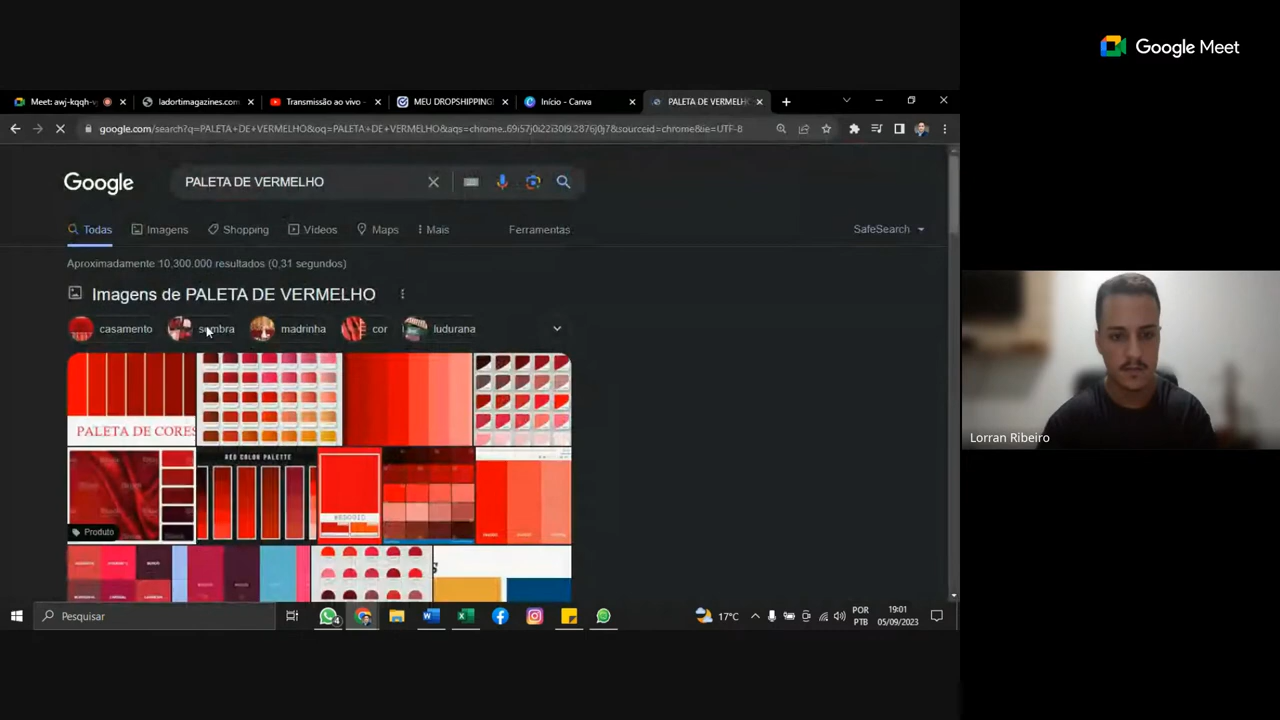 Google Meet
Meet: awj-kqqh-
ladortimagazines.com
Transmissão ao vivo -
MEU DROPSHIPPING
Início - Canva
PALETA DE VERMELH
google.com/search?q=PALETA+DE+VERMELHO&oq=PALETA+DE+VERMELHO&aqs=chrome..69i57j0i22i30l9.2876j0j7&sourceid=chrome&ie=UTF-8
Google
PALETA DE VERMELHO
Todas
Imagens
Shopping
Vídeos
Maps
Mais
Ferramentas
SafeSearch
Aproximadamente 10.300.000 resultados (0,31 segundos)
Imagens de PALETA DE VERMELHO
casamento
sombra
madrinha
cor
ludurana
PALETA DE CORES
RED COLOR PALETTE
Produto
Lorran Ribeiro
Pesquisar
4
17°C
POR
PTB
19:01
05/09/2023